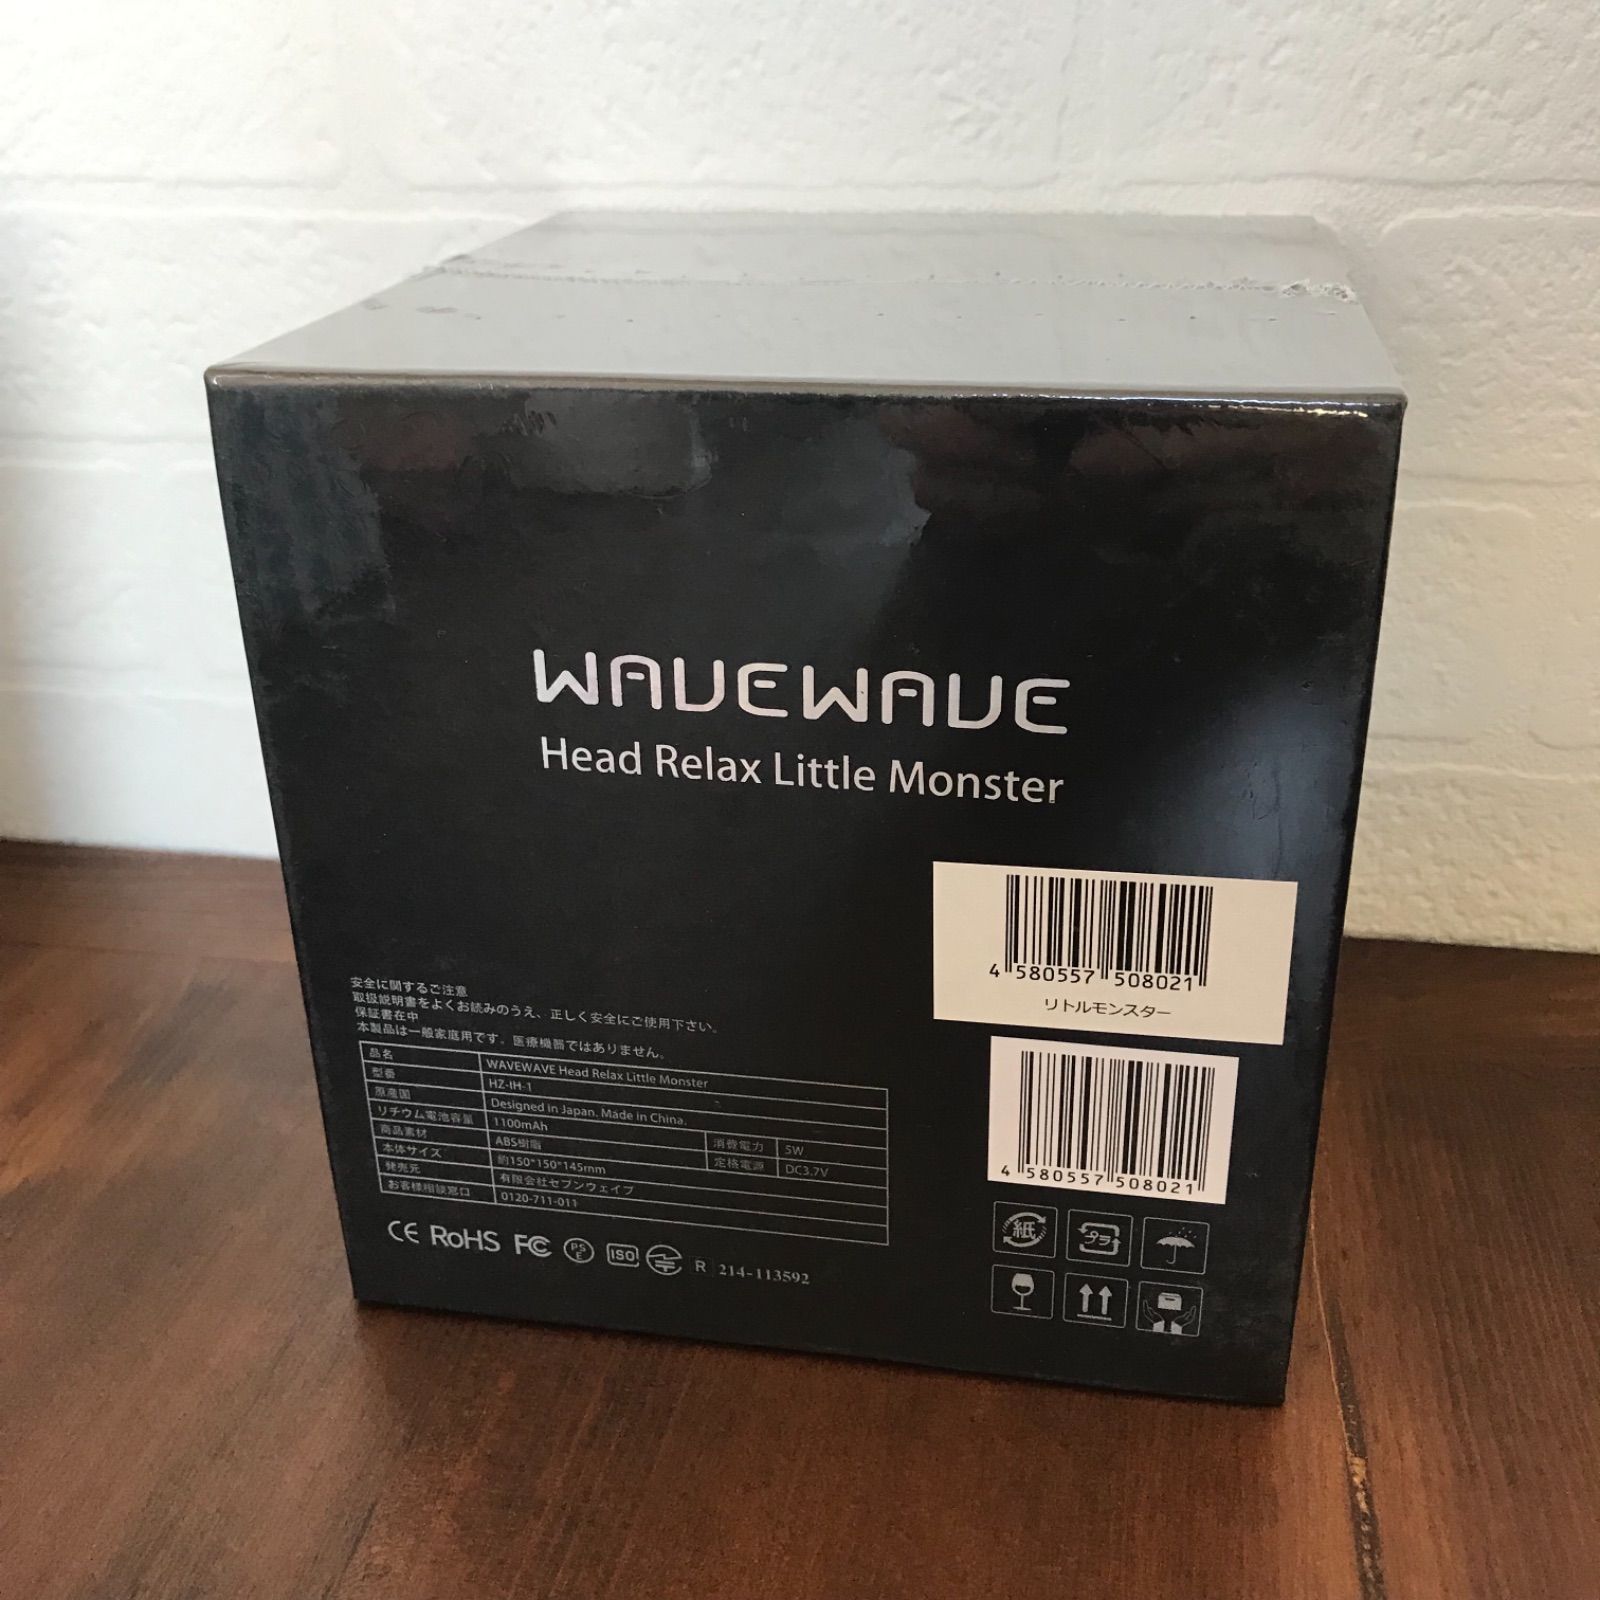 WAVEWAVE
Head Relax Little Monster
4 580557 508021
リトルモンスター
4 580557 508021
安全に関するご注意
取扱説明書をよくお読みのうえ、正しく安全にご使用下さい。
保証書在中
本製品は一般家庭用です。医療機器ではありません。
品名 WAVEWAVE Head Relax Little Monster
型番 HZ-IH-1
原産国 Designed in Japan. Made in China.
リチウム電池容量 1100mAh
商品素材 ABS樹脂 消費電力 5W
本体サイズ 約150*150*145mm 定格電源 DC3.7V
発売元 有限会社セブンウェイブ
お客様相談窓口 0120-711-011
CE RoHS FC PSE ISO R 214-113592
紙 プラ